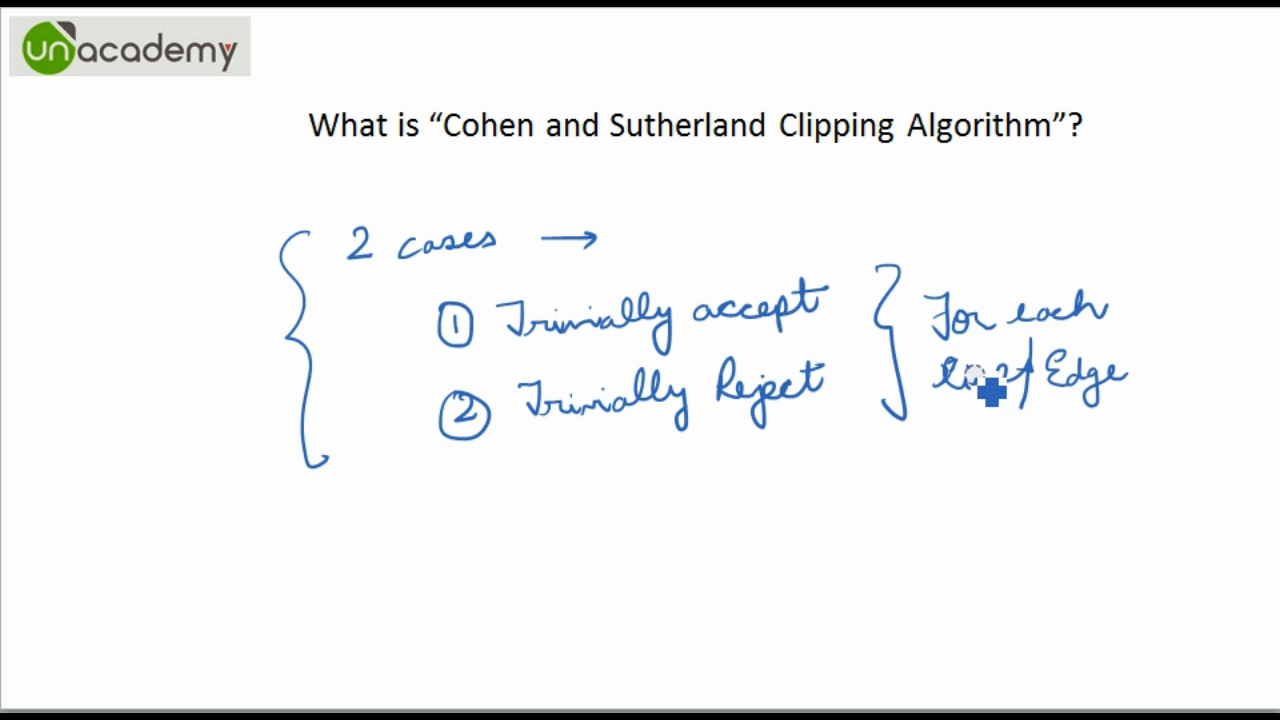 unacademy
What is “Cohen and Sutherland Clipping Algorithm”?
2 cases →
① Trivially accept
② Trivially Reject
For each
/ Edge